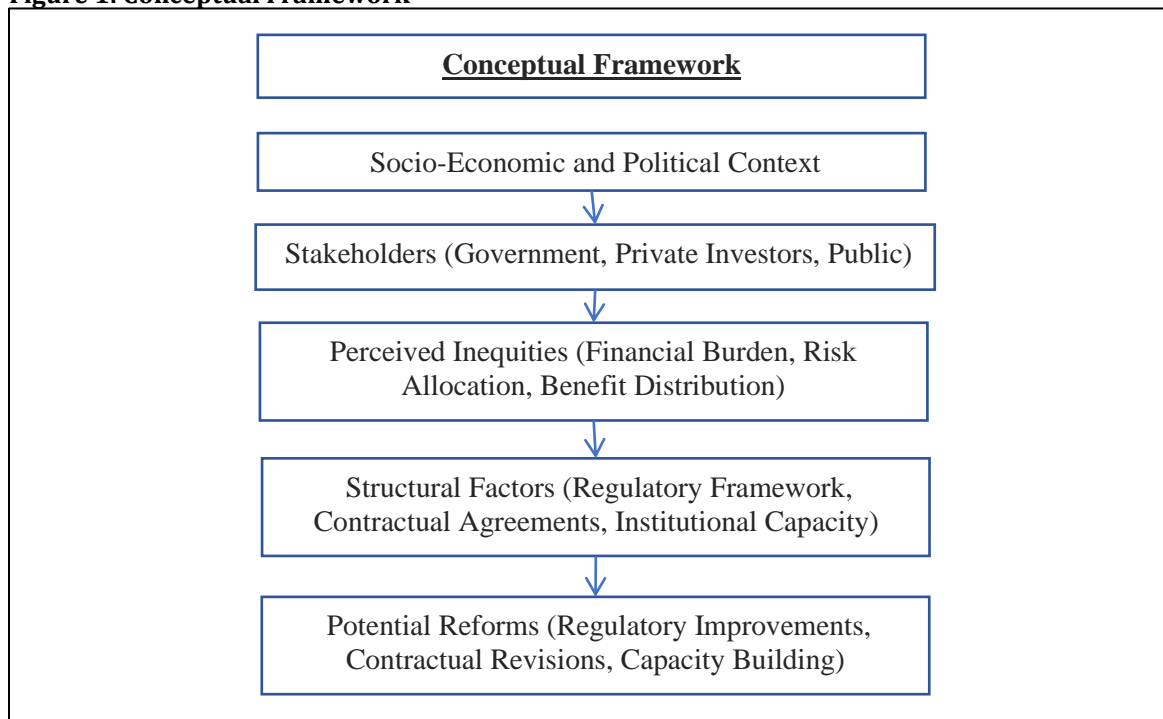 Figure 1. Conceptual Framework
Conceptual Framework
Socio-Economic and Political Context
Stakeholders (Government, Private Investors, Public)
Perceived Inequities (Financial Burden, Risk
Allocation, Benefit Distribution)
Structural Factors (Regulatory Framework,
Contractual Agreements, Institutional Capacity)
Potential Reforms (Regulatory Improvements,
Contractual Revisions, Capacity Building)